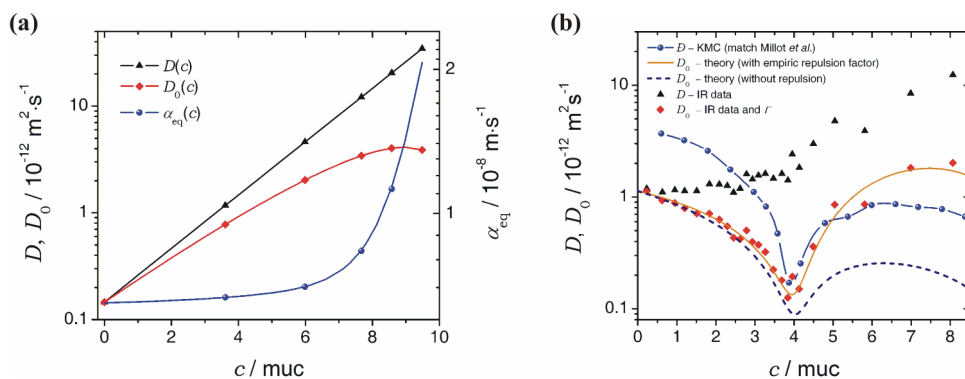 (a)
D(c)
D₀(c)
αeq(c)
D, D₀ / 10⁻¹² m²·s⁻¹
10
1
0.1
0 2 4 6 8 10
c / muc
2
1
αeq / 10⁻⁸ m·s⁻¹
(b)
D – KMC (match Millot et al.)
D₀ – theory (with empiric repulsion factor)
D₀ – theory (without repulsion)
D – IR data
D₀ – IR data and Γ
D, D₀ / 10⁻¹² m²s⁻¹
10
1
0.1
0 1 2 3 4 5 6 7 8
c / muc